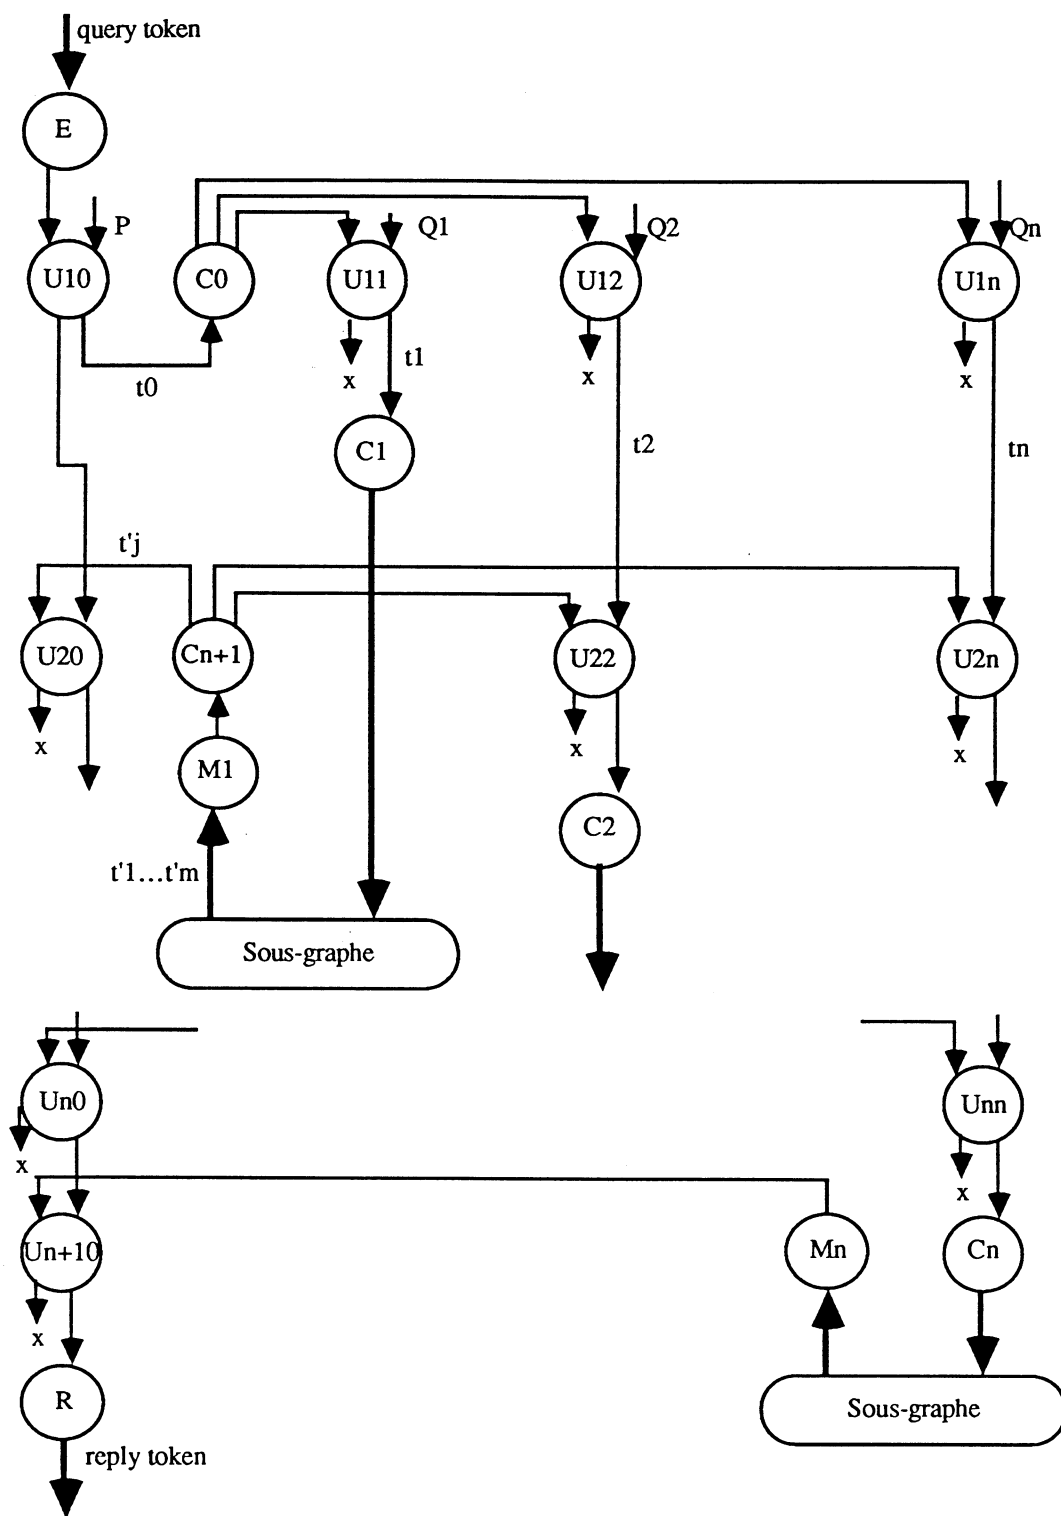 query token
E
P
Q1
Q2
Qn
U10
C0
U11
U12
U1n
t0
x
t1
x
x
C1
t2
tn
t'j
U20
Cn+1
U22
U2n
x
x
x
M1
C2
t'1...t'm
Sous-graphe
Un0
Unn
x
x
Un+10
Mn
Cn
x
R
Sous-graphe
reply token